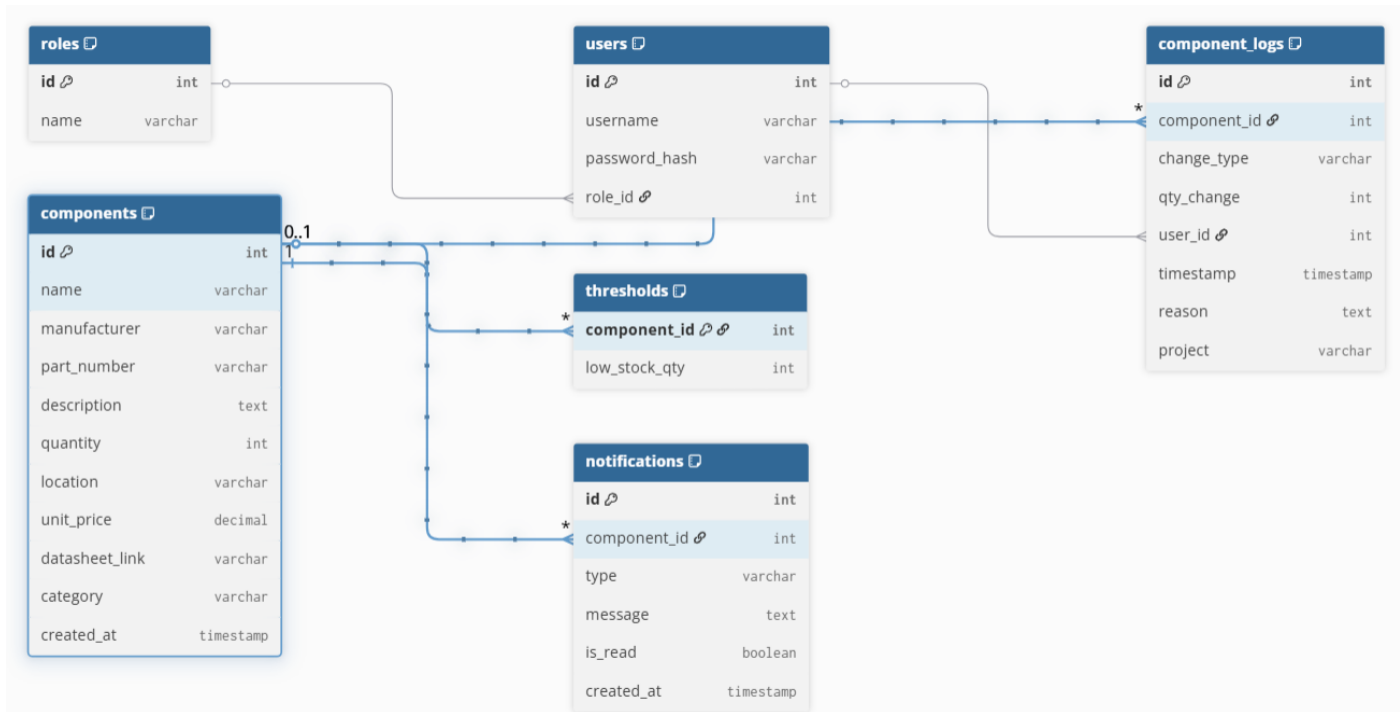 roles
id int
name varchar
users
id int
username varchar
password_hash varchar
role_id int
component_logs
id int
* component_id int
change_type varchar
qty_change int
user_id int
timestamp timestamp
reason text
project varchar
components
0..1
id int
1
name varchar
manufacturer varchar
part_number varchar
description text
quantity int
location varchar
unit_price decimal
datasheet_link varchar
category varchar
created_at timestamp
thresholds
* component_id int
low_stock_qty int
notifications
id int
* component_id int
type varchar
message text
is_read boolean
created_at timestamp